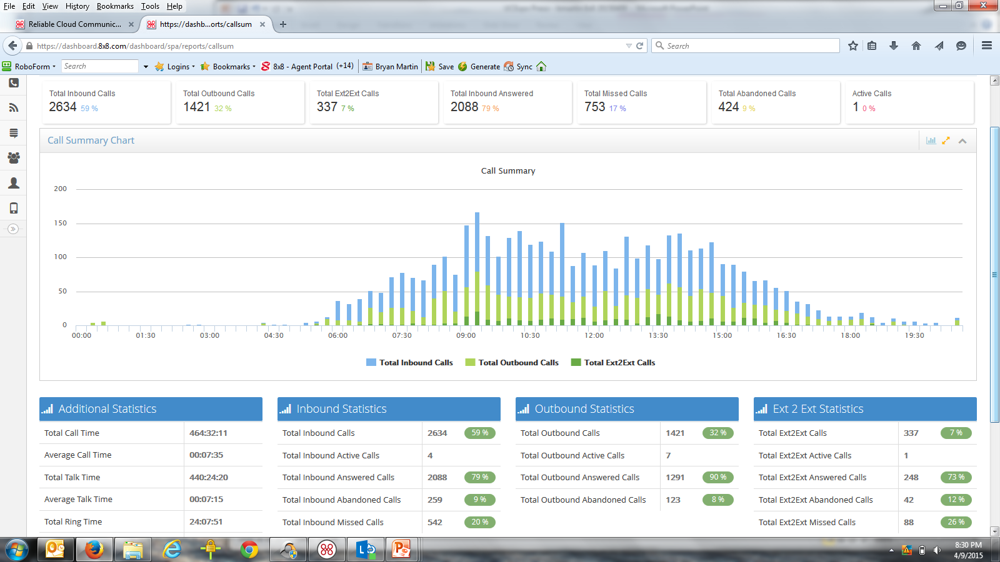 File Edit View History Bookmarks Tools Help
Reliable Cloud Communic... × https://dashb...orts/callsum × +
https://dashboard.8x8.com/dashboard/spa/reports/callsum Search
RoboForm Search Logins Bookmarks 8x8 - Agent Portal (+14) Bryan Martin Save Generate Sync
Total Inbound Calls Total Outbound Calls Total Ext2Ext Calls Total Inbound Answered Total Missed Calls Total Abandoned Calls Active Calls
2634 59 % 1421 32 % 337 7 % 2088 79 % 753 17 % 424 9 % 1 0 %
Call Summary Chart
Call Summary
200
150
100
50
0
00:00 01:30 03:00 04:30 06:00 07:30 09:00 10:30 12:00 13:30 15:00 16:30 18:00 19:30
Total Inbound Calls Total Outbound Calls Total Ext2Ext Calls
Additional Statistics Inbound Statistics Outbound Statistics Ext 2 Ext Statistics
Total Call Time 464:32:11 Total Inbound Calls 2634 59 % Total Outbound Calls 1421 32 % Total Ext2Ext Calls 337 7 %
Average Call Time 00:07:35 Total Inbound Active Calls 4 Total Outbound Active Calls 7 Total Ext2Ext Active Calls 1
Total Talk Time 440:24:20 Total Inbound Answered Calls 2088 79 % Total Outbound Answered Calls 1291 90 % Total Ext2Ext Answered Calls 248 73 %
Average Talk Time 00:07:15 Total Inbound Abandoned Calls 259 9 % Total Outbound Abandoned Calls 123 8 % Total Ext2Ext Abandoned Calls 42 12 %
Total Ring Time 24:07:51 Total Inbound Missed Calls 542 20 % Total Ext2Ext Missed Calls 88 26 %
8:30 PM
4/9/2015